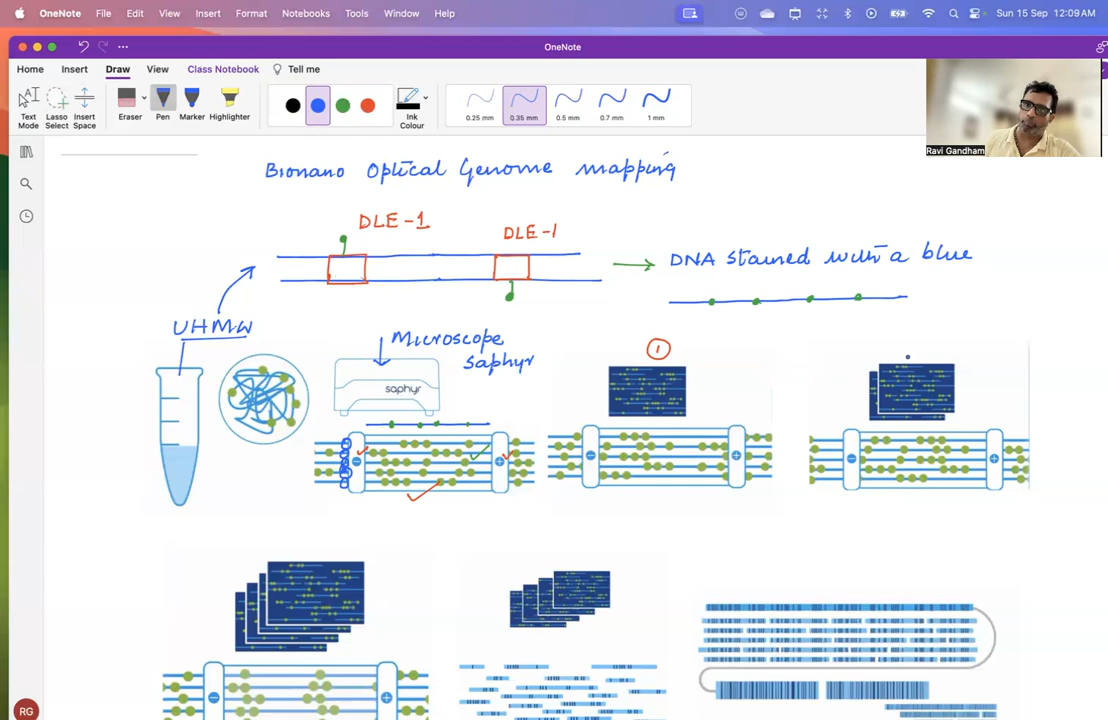 OneNote File Edit View Insert Format Notebooks Tools Window Help Sun 15 Sep 12:09 AM
OneNote
Home Insert Draw View Class Notebook Tell me
Text Mode Lasso Select Insert Space Eraser Pen Marker Highlighter Ink Colour 0.25 mm 0.35 mm 0.5 mm 0.7 mm 1 mm
Ravi Gandham
Bionano Optical Genome mapping
DLE-1 DLE-1
DNA stained with a blue
UHMW
Microscope
Saphyr
1
saphyr
RG